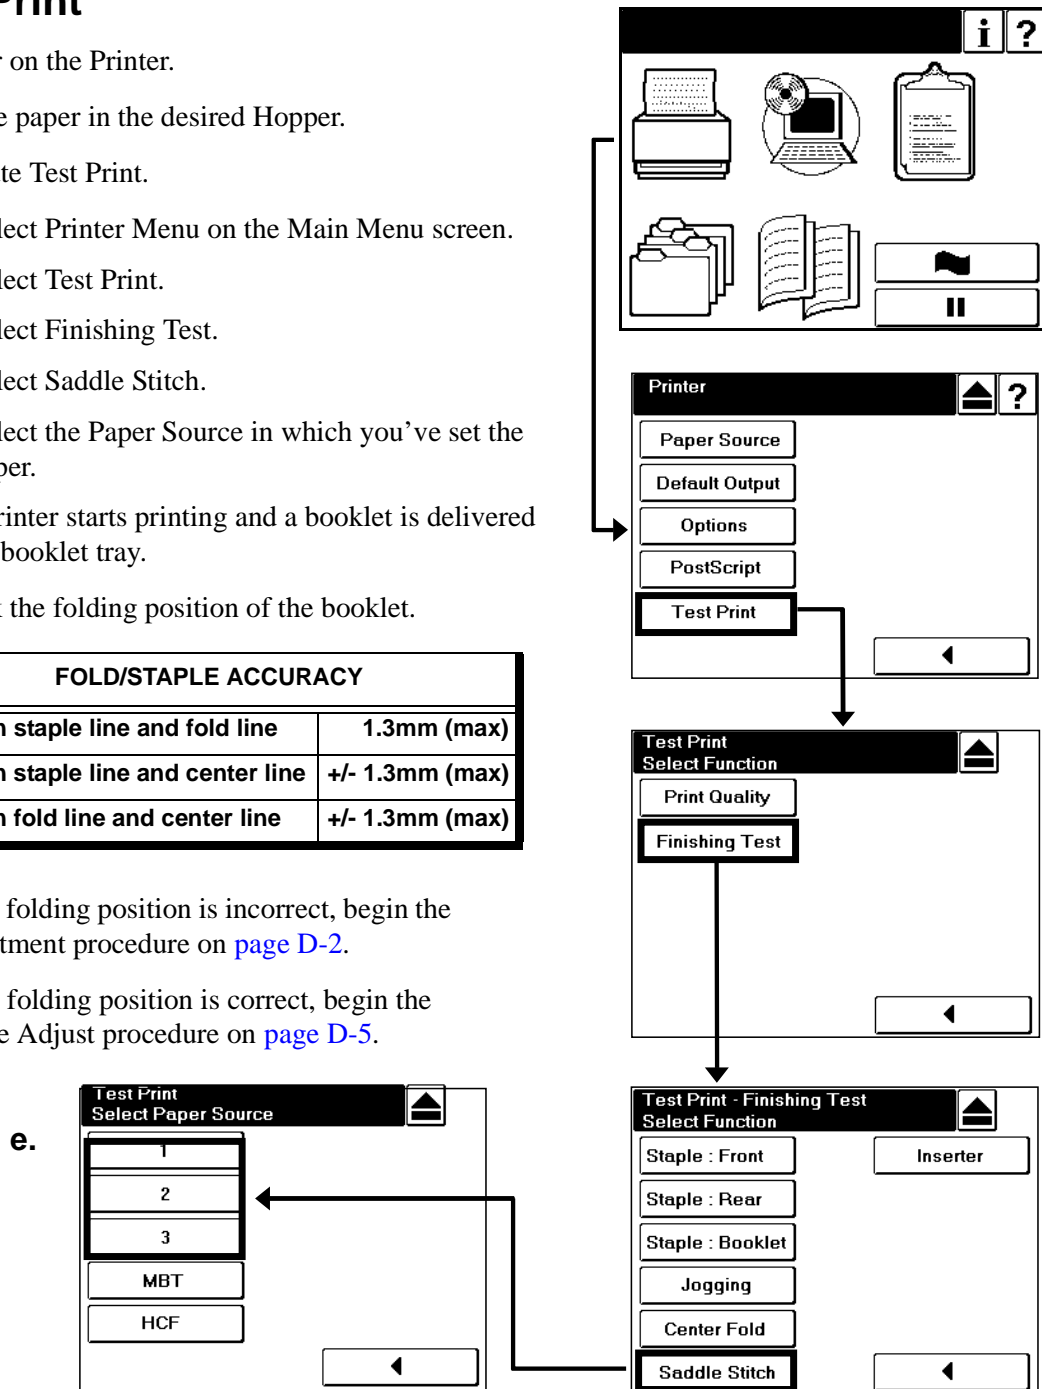 Print
r on the Printer.
e paper in the desired Hopper.
te Test Print.
lect Printer Menu on the Main Menu screen.
lect Test Print.
lect Finishing Test.
lect Saddle Stitch.
lect the Paper Source in which you've set the
per.
rinter starts printing and a booklet is delivered
booklet tray.
the folding position of the booklet.
FOLD/STAPLE ACCURACY
n staple line and fold line 1.3mm (max)
n staple line and center line +/- 1.3mm (max)
n fold line and center line +/- 1.3mm (max)
folding position is incorrect, begin the
tment procedure on page D-2.
folding position is correct, begin the
e Adjust procedure on page D-5.
i ?
Printer ?
Paper Source
Default Output
Options
PostScript
Test Print
Test Print
Select Function
Print Quality
Finishing Test
e.
Test Print
Select Paper Source
1
2
3
MBT
HCF
Test Print - Finishing Test
Select Function
Staple : Front Inserter
Staple : Rear
Staple : Booklet
Jogging
Center Fold
Saddle Stitch